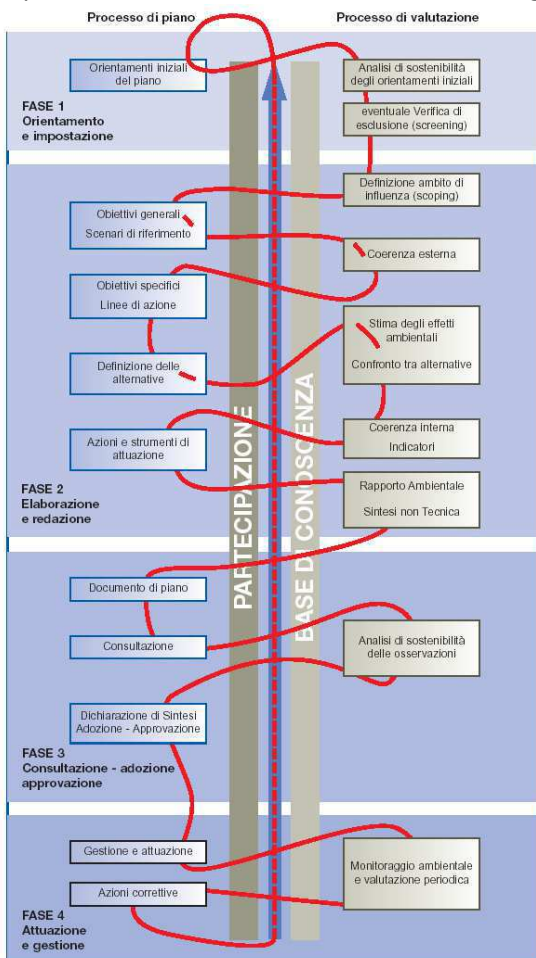 Processo di piano
Processo di valutazione
Orientamenti iniziali
del piano
Analisi di sostenibilità
degli orientamenti iniziali
FASE 1
Orientamento
e impostazione
eventuale Verifica di
esclusione (screening)
Definizione ambito di
influenza (scoping)
Obiettivi generali
Scenari di riferimento
Coerenza esterna
Obiettivi specifici
Linee di azione
Stima degli effetti
ambientali
Confronto tra alternative
Definizione delle
alternative
Azioni e strumenti di
attuazione
Coerenza interna
Indicatori
FASE 2
Elaborazione
e redazione
Rapporto Ambientale
Sintesi non Tecnica
PARTECIPAZIONE
BASE DI CONOSCENZA
Documento di piano
Consultazione
Analisi di sostenibilità
delle osservazioni
Dichiarazione di Sintesi
Adozione - Approvazione
FASE 3
Consultazione - adozione
approvazione
Gestione e attuazione
Monitoraggio ambientale
e valutazione periodica
Azioni correttive
FASE 4
Attuazione
e gestione